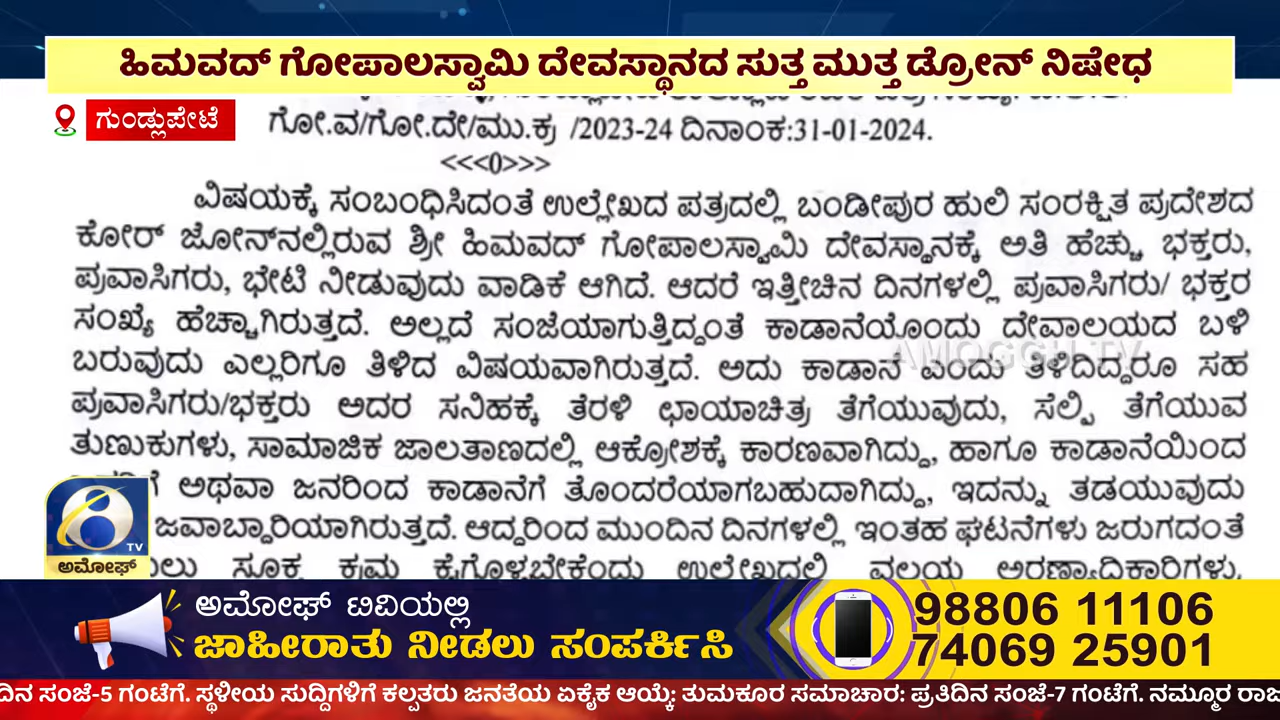 ಹಿಮವದ್ ಗೋಪಾಲಸ್ವಾಮಿ ದೇವಸ್ಥಾನದ ಸುತ್ತ ಮುತ್ತ ಡ್ರೋನ್ ನಿಷೇಧ
ಗುಂಡ್ಲುಪೇಟೆ
ಗೋ.ವ/ಗೋ.ದೇ/ಮು.ಕ್ರ /2023-24 ದಿನಾಂಕ:31-01-2024.
<<<0>>>
ವಿಷಯಕ್ಕೆ ಸಂಬಂಧಿಸಿದಂತೆ ಉಲ್ಲೇಖದ ಪತ್ರದಲ್ಲಿ ಬಂಡೀಪುರ ಹುಲಿ ಸಂರಕ್ಷಿತ ಪ್ರದೇಶದ
ಕೋರ್ ಜೋನ್‌ನಲ್ಲಿರುವ ಶ್ರೀ ಹಿಮವದ್ ಗೋಪಾಲಸ್ವಾಮಿ ದೇವಸ್ಥಾನಕ್ಕೆ ಅತಿ ಹೆಚ್ಚು ಭಕ್ತರು,
ಪ್ರವಾಸಿಗರು, ಭೇಟಿ ನೀಡುವುದು ವಾಡಿಕೆ ಆಗಿದೆ. ಆದರೆ ಇತ್ತೀಚಿನ ದಿನಗಳಲ್ಲಿ ಪ್ರವಾಸಿಗರು/ ಭಕ್ತರ
ಸಂಖ್ಯೆ ಹೆಚ್ಚಾಗಿರುತ್ತದೆ. ಅಲ್ಲದೆ ಸಂಜೆಯಾಗುತ್ತಿದ್ದಂತೆ ಕಾಡಾನೆಯೊಂದು ದೇವಾಲಯದ ಬಳಿ
ಬರುವುದು ಎಲ್ಲರಿಗೂ ತಿಳಿದ ವಿಷಯವಾಗಿರುತ್ತದೆ. ಅದು ಕಾಡಾನೆ ಎಂದು ತಿಳಿದಿದ್ದರೂ ಸಹ
AMOGGH TV
ಪ್ರವಾಸಿಗರು/ಭಕ್ತರು ಅದರ ಸನಿಹಕ್ಕೆ ತೆರಳಿ ಛಾಯಾಚಿತ್ರ ತೆಗೆಯುವುದು, ಸೆಲ್ಪಿ ತೆಗೆಯುವ
ತುಣುಕುಗಳು, ಸಾಮಾಜಿಕ ಜಾಲತಾಣದಲ್ಲಿ ಆಕ್ರೋಶಕ್ಕೆ ಕಾರಣವಾಗಿದ್ದು, ಹಾಗೂ ಕಾಡಾನೆಯಿಂದ
ಅಥವಾ ಜನರಿಂದ ಕಾಡಾನೆಗೆ ತೊಂದರೆಯಾಗಬಹುದಾಗಿದ್ದು, ಇದನ್ನು ತಡಯುವುದು
ಜವಾಬ್ದಾರಿಯಾಗಿರುತ್ತದೆ. ಆದ್ದರಿಂದ ಮುಂದಿನ ದಿನಗಳಲ್ಲಿ ಇಂತಹ ಘಟನೆಗಳು ಜರುಗದಂತೆ
ಸೂಕ್ತ ಕ್ರಮ ಕೈಗೊಳ್ಳಬೇಕೆಂದು ಉಲ್ಲೇಖದಲ್ಲಿ ವಲಯ ಅರಣ್ಯಾಧಿಕಾರಿಗಳು,
8 TV
ಅಮೋಘ್
ಅಮೋಘ್ ಟಿವಿಯಲ್ಲಿ
ಜಾಹೀರಾತು ನೀಡಲು ಸಂಪರ್ಕಿಸಿ
98806 11106
74069 25901
ದಿನ ಸಂಜೆ-5 ಗಂಟೆಗೆ. ಸ್ಥಳೀಯ ಸುದ್ದಿಗಳಿಗೆ ಕಲ್ಪತರು ಜನತೆಯ ಏಕೈಕ ಆಯ್ಕೆ: ತುಮಕೂರ ಸಮಾಚಾರ: ಪ್ರತಿದಿನ ಸಂಜೆ-7 ಗಂಟೆಗೆ. ನಮ್ಮೂರ ರಾಜ